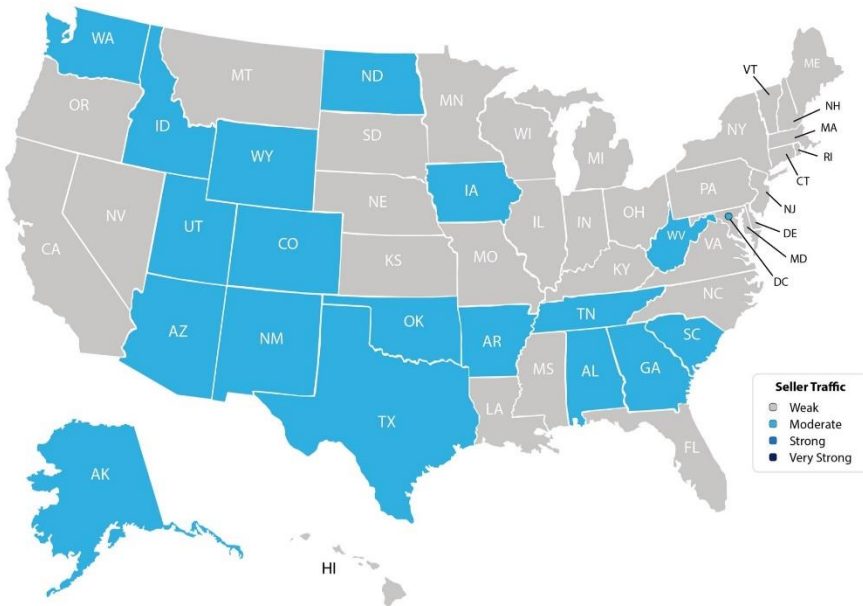 WA
MT
ND
MN
VT
ME
OR
ID
WY
SD
WI
MI
NY
NH
MA
RI
CT
NV
UT
CO
NE
IA
IL
IN
OH
PA
NJ
CA
KS
MO
KY
WV
VA
DE
MD
DC
AZ
NM
OK
AR
TN
NC
SC
TX
LA
MS
AL
GA
FL
AK
HI
Seller Traffic
Weak
Moderate
Strong
Very Strong